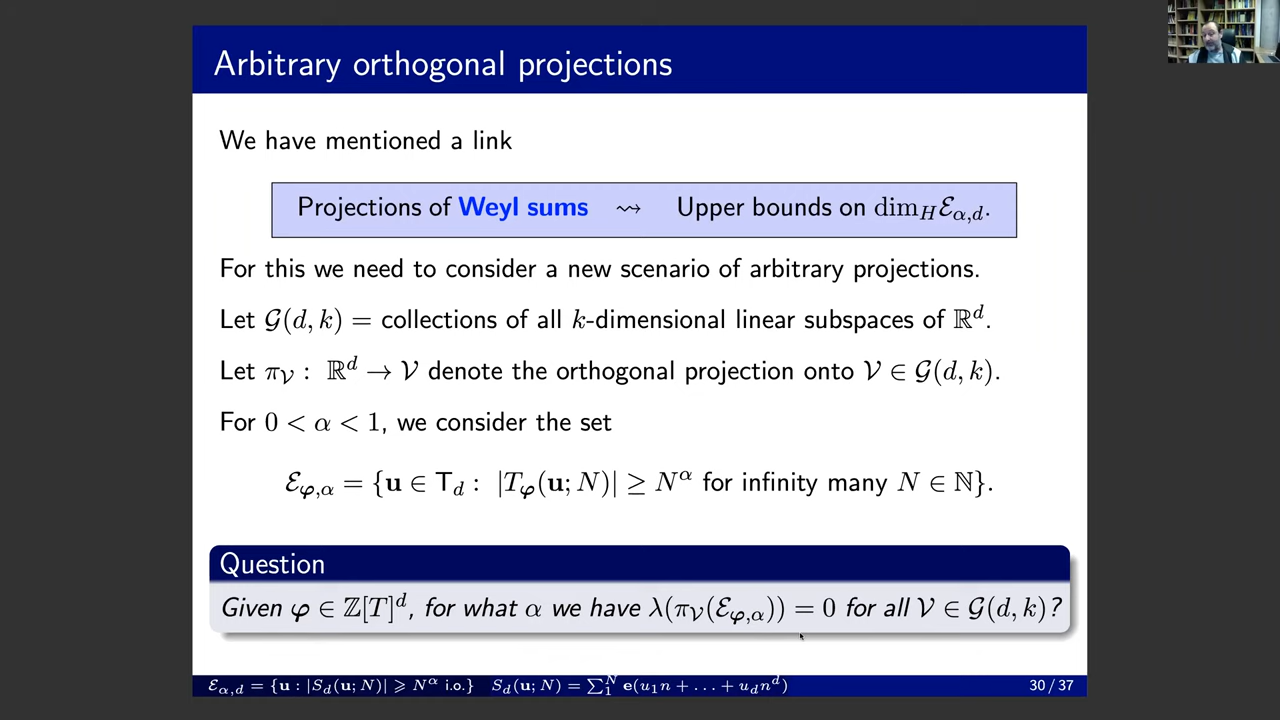 Arbitrary orthogonal projections
We have mentioned a link
Projections of Weyl sums ⇝ Upper bounds on dim_H ℰ_{α,d}.
For this we need to consider a new scenario of arbitrary projections.
Let 𝒢(d, k) = collections of all k-dimensional linear subspaces of ℝ^d.
Let π_𝒱 : ℝ^d → 𝒱 denote the orthogonal projection onto 𝒱 ∈ 𝒢(d, k).
For 0 < α < 1, we consider the set
ℰ_{φ,α} = {u ∈ T_d : |T_φ(u; N)| ≥ N^α for infinity many N ∈ ℕ}.
Question
Given φ ∈ ℤ[T]^d, for what α we have λ(π_𝒱(ℰ_{φ,α})) = 0 for all 𝒱 ∈ 𝒢(d, k)?
ℰ_{α,d} = {u : |S_d(u; N)| ⩾ N^α i.o.} S_d(u; N) = ∑_1^N e(u_1n + . . . + u_dn^d) 30 / 37